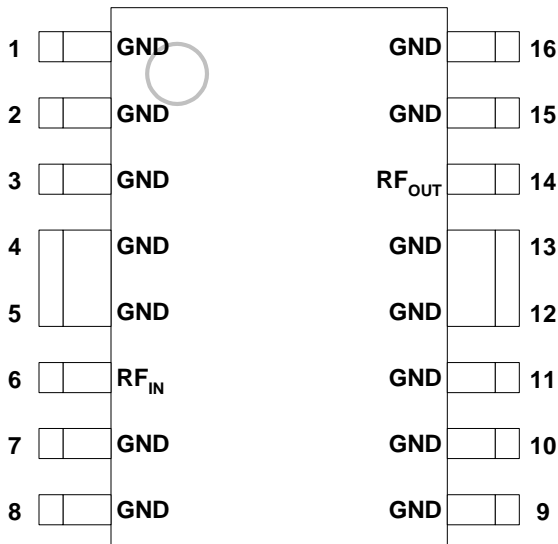 1 GND GND 16
2 GND GND 15
3 GND RF_OUT 14
4 GND GND 13
5 GND GND 12
6 RF_IN GND 11
7 GND GND 10
8 GND GND 9